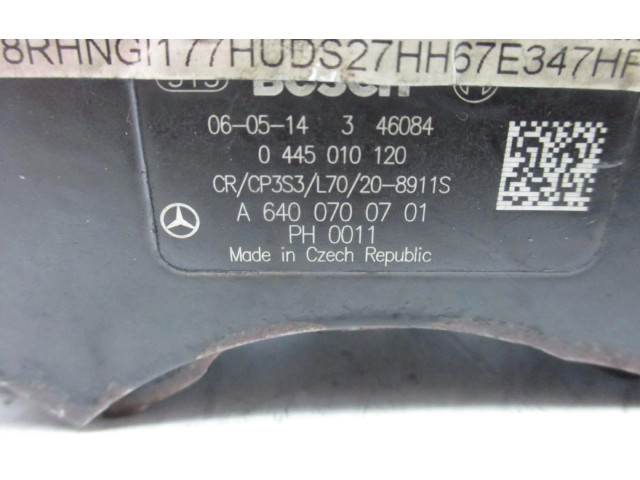 8RHNGI177HUDS27HH67E347HF
BOSCH
06-05-14 3 46084
0 445 010 120
CR/CP3S3/L70/20-8911S
A 640 070 07 01
PH 0011
Made in Czech Republic